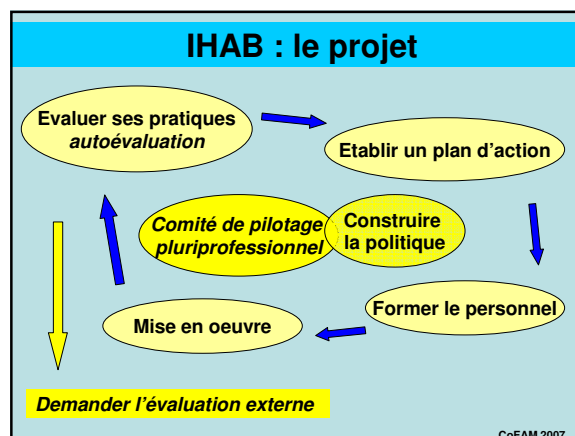 IHAB : le projet
Evaluer ses pratiques
autoévaluation
Etablir un plan d'action
Comité de pilotage
pluriprofessionnel
Construire
la politique
Former le personnel
Mise en oeuvre
Demander l'évaluation externe
CoFAM 2007